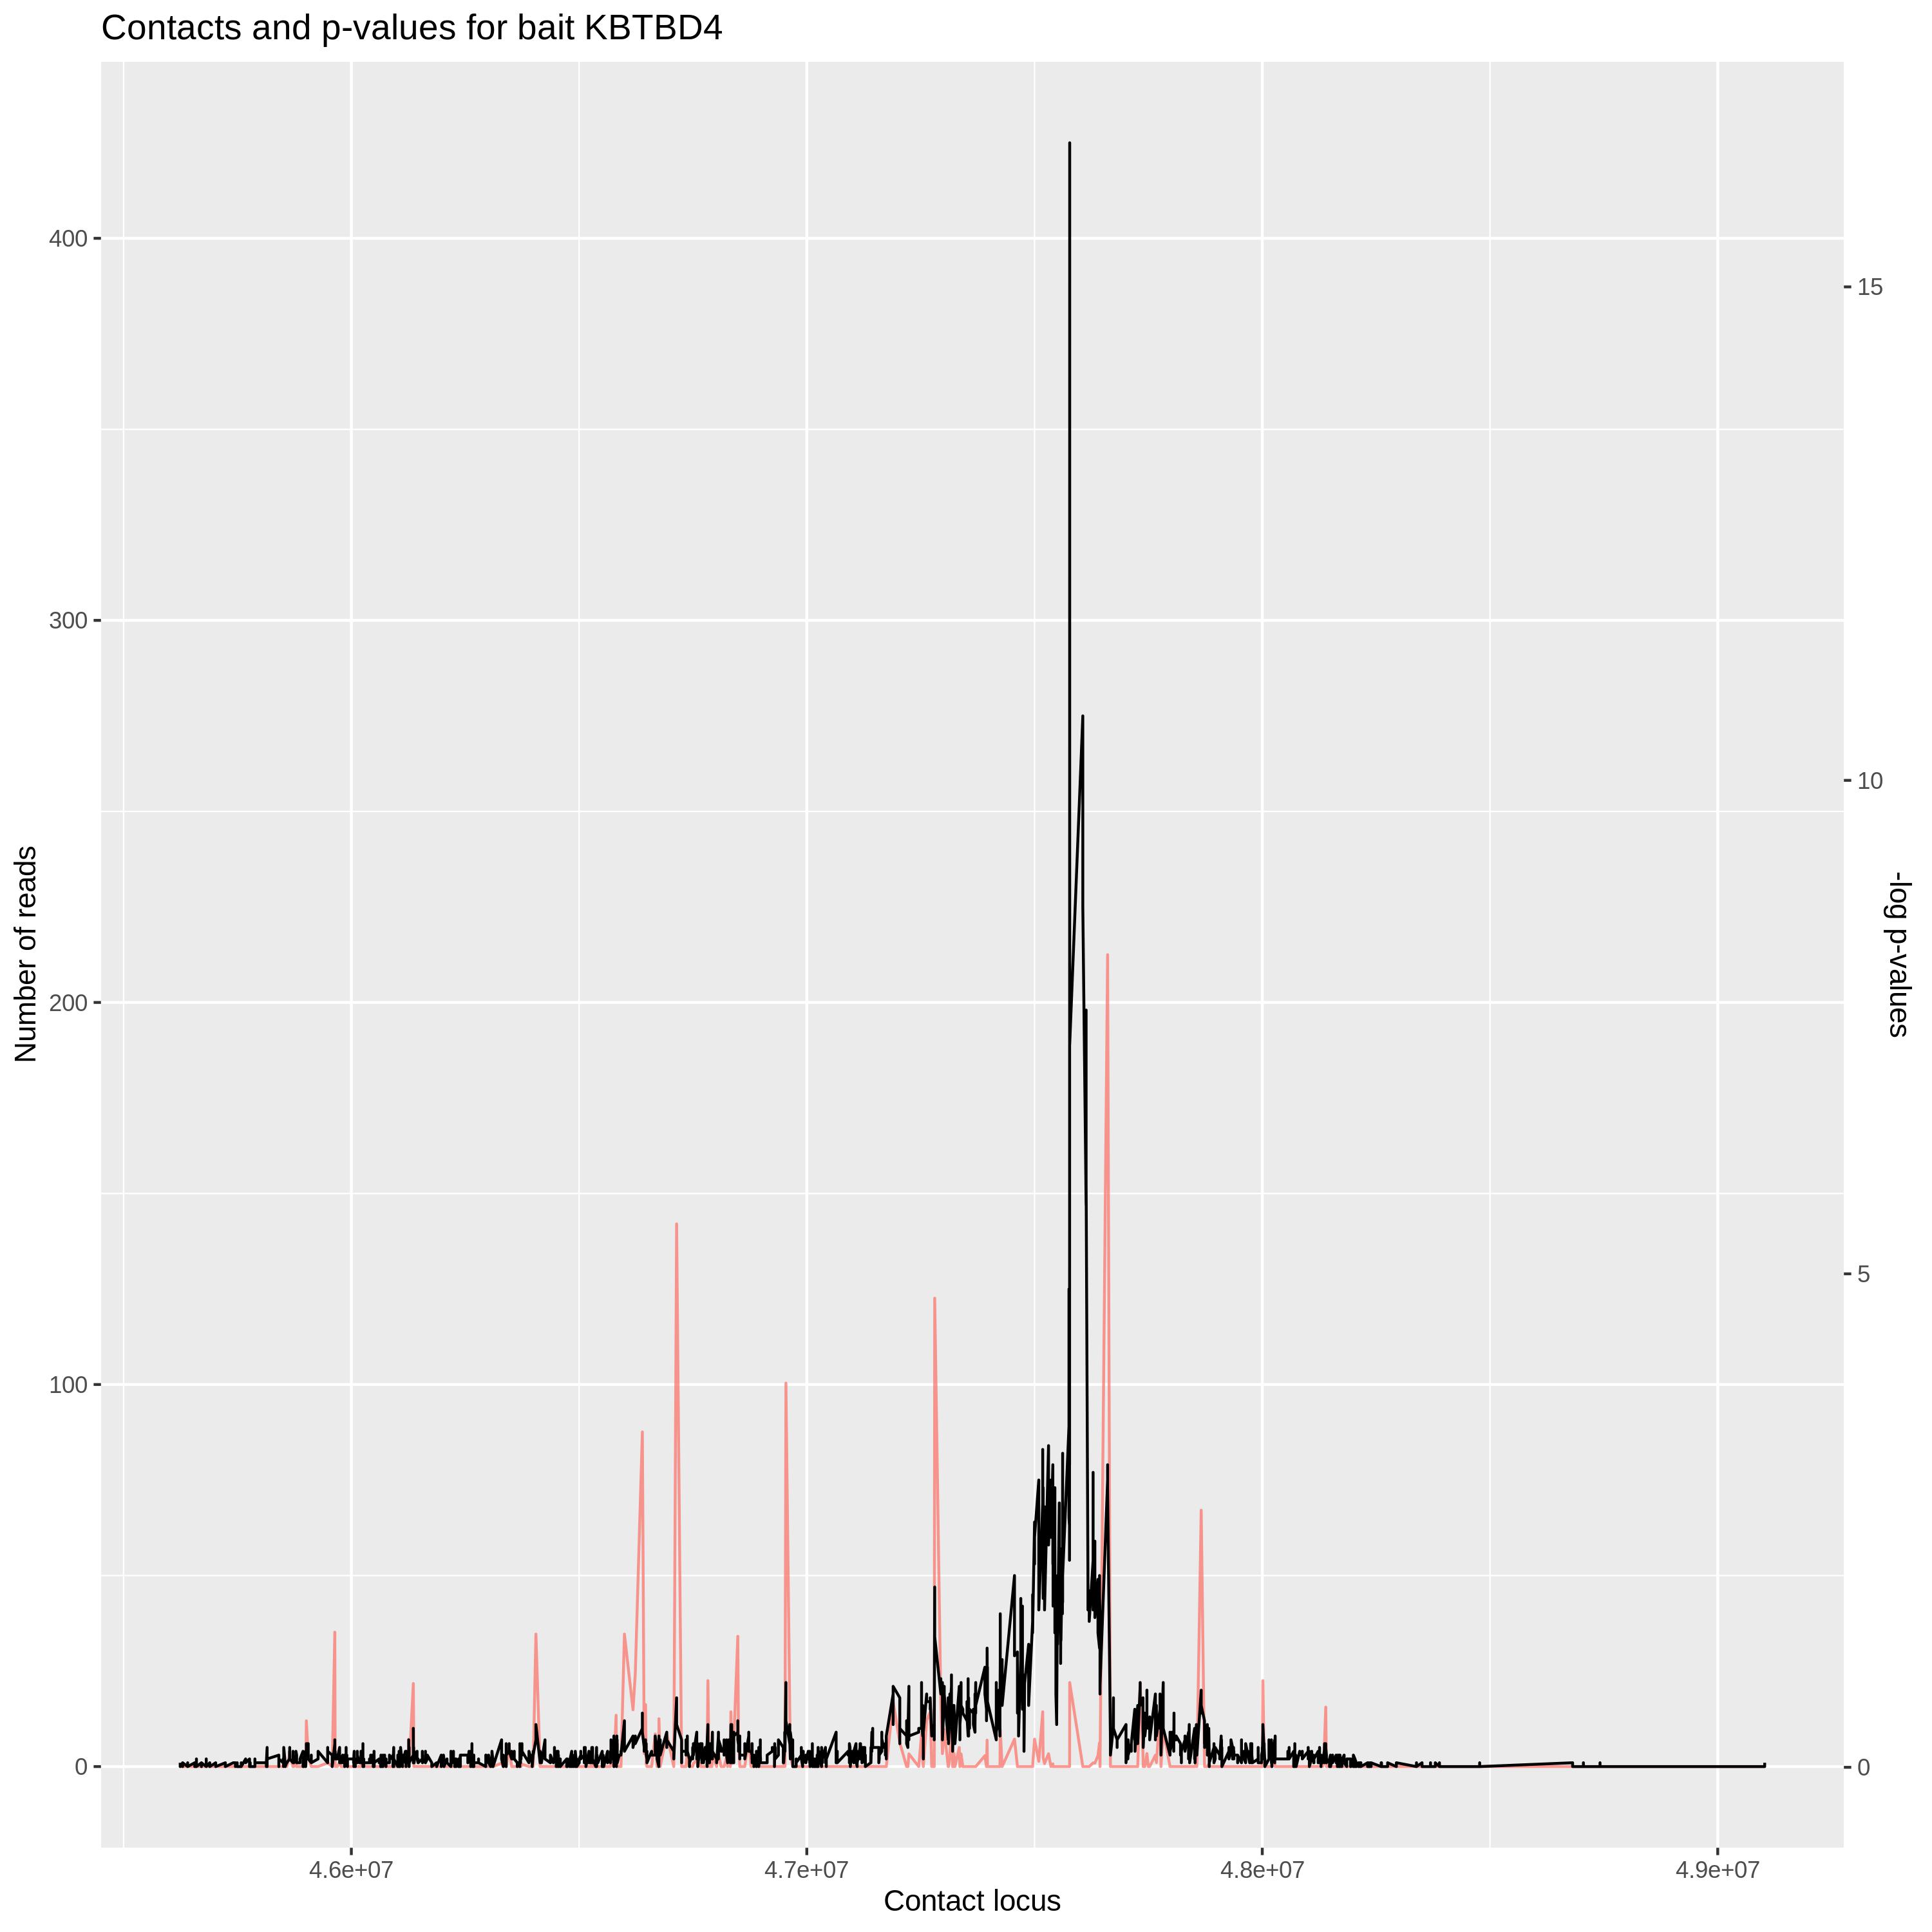 Contacts and p-values for bait KBTBD4
400
300
200
100
0
Number of reads
15
10
5
0
-log p-values
4.6e+07
4.7e+07
4.8e+07
4.9e+07
Contact locus